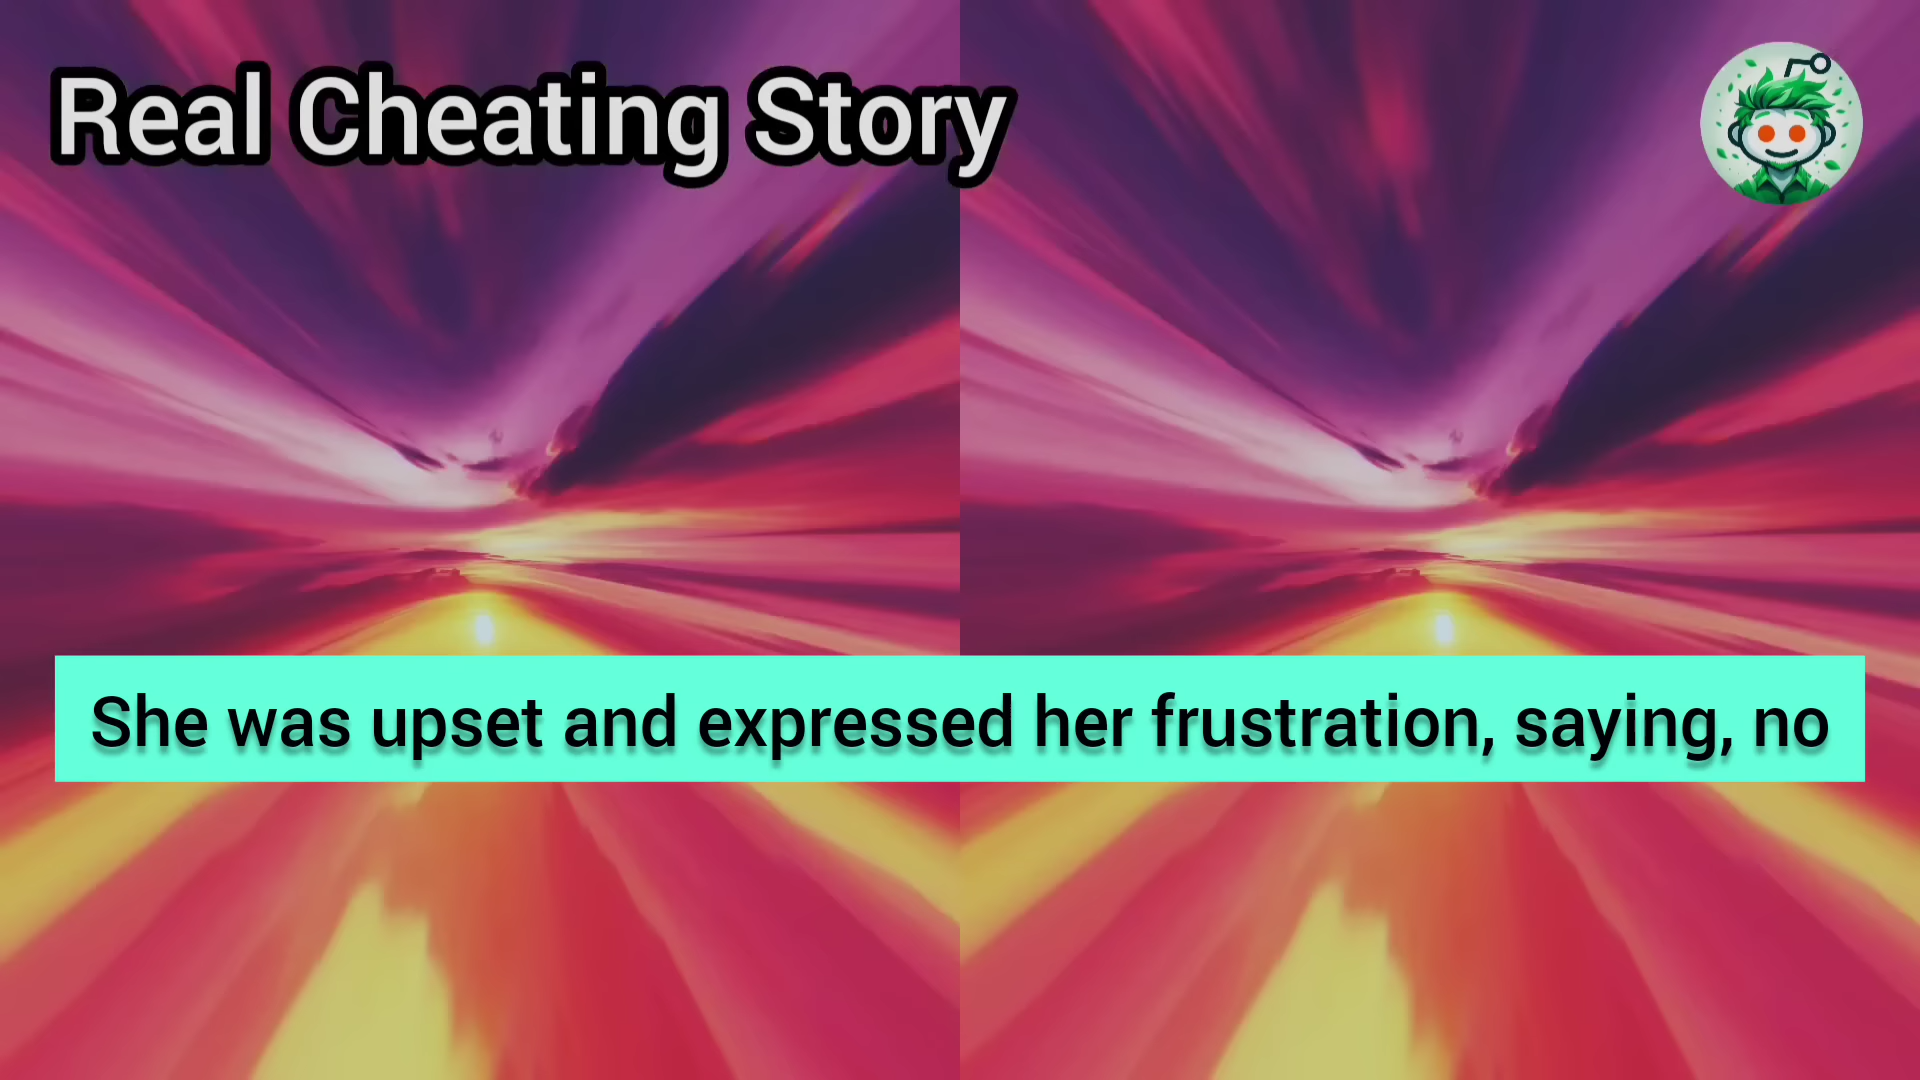 Real Cheating Story
She was upset and expressed her frustration, saying, no